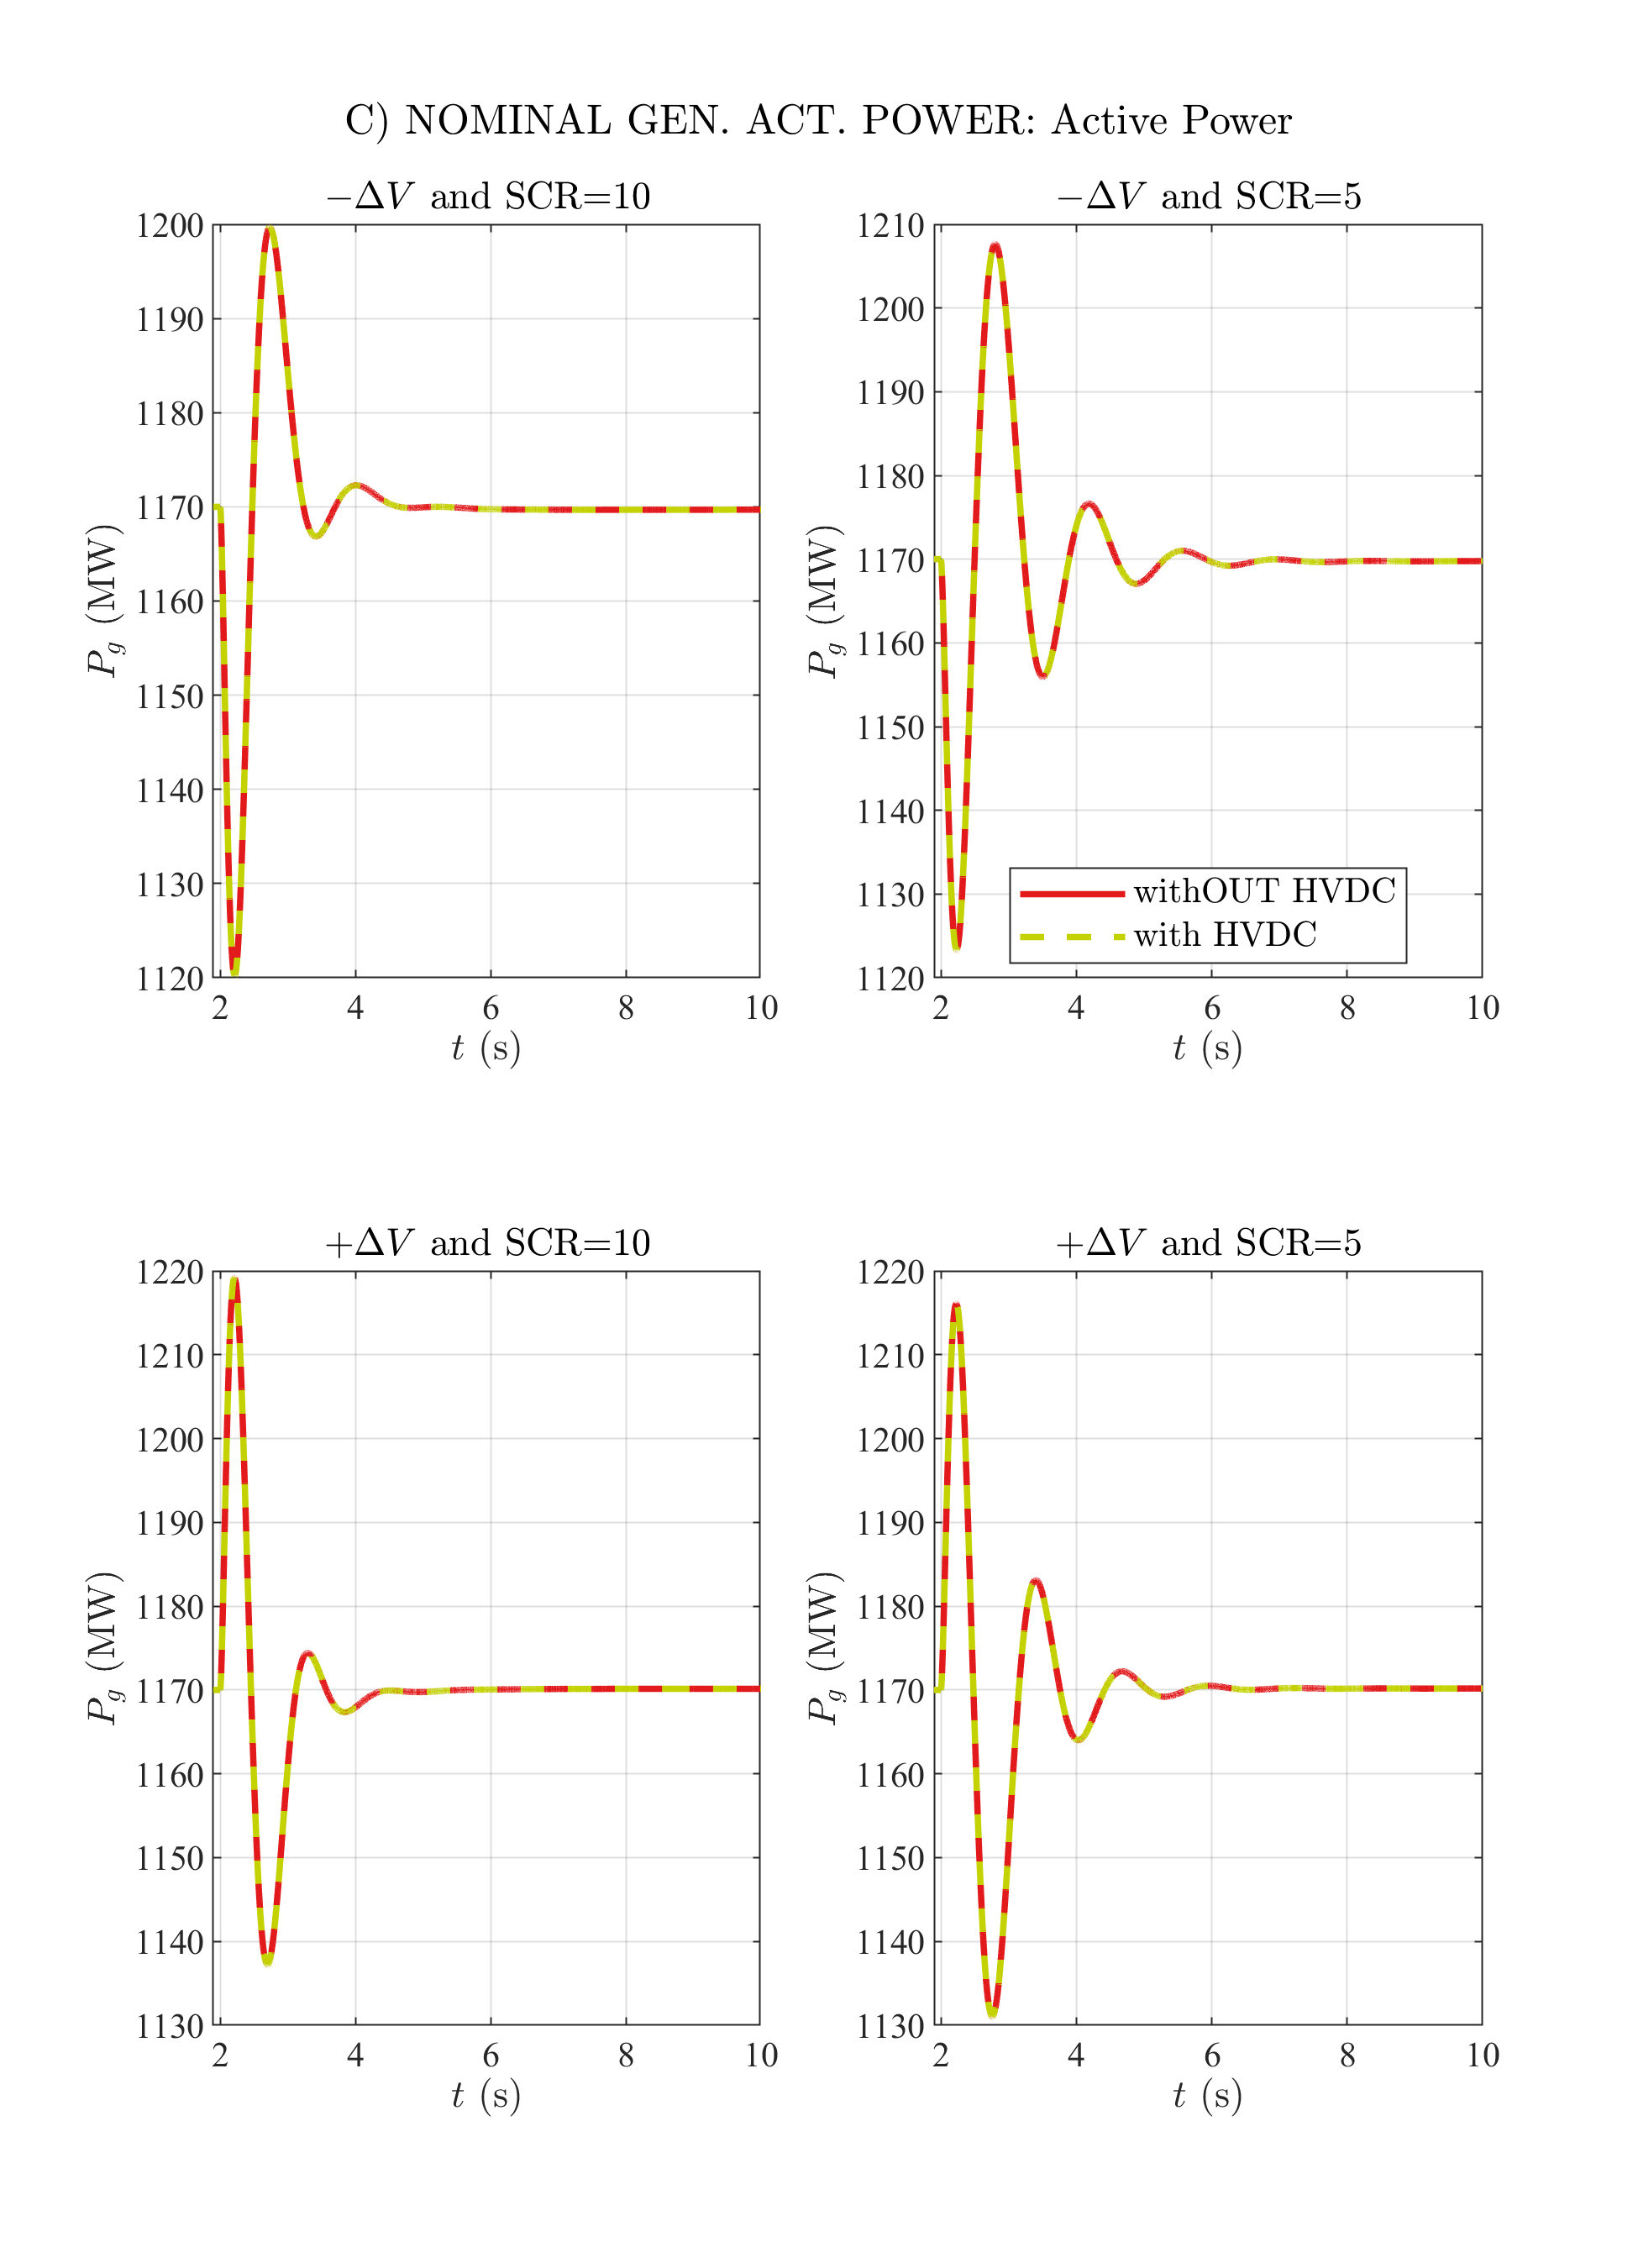 C) NOMINAL GEN. ACT. POWER: Active Power
−ΔV and SCR=10
1200
1190
1180
1170
1160
1150
1140
1130
1120
2 4 6 8 10
P_g (MW)
t (s)
−ΔV and SCR=5
1210
1200
1190
1180
1170
1160
1150
1140
1130
1120
2 4 6 8 10
P_g (MW)
t (s)
withOUT HVDC
with HVDC
+ΔV and SCR=10
1220
1210
1200
1190
1180
1170
1160
1150
1140
1130
2 4 6 8 10
P_g (MW)
t (s)
+ΔV and SCR=5
1220
1210
1200
1190
1180
1170
1160
1150
1140
1130
2 4 6 8 10
P_g (MW)
t (s)